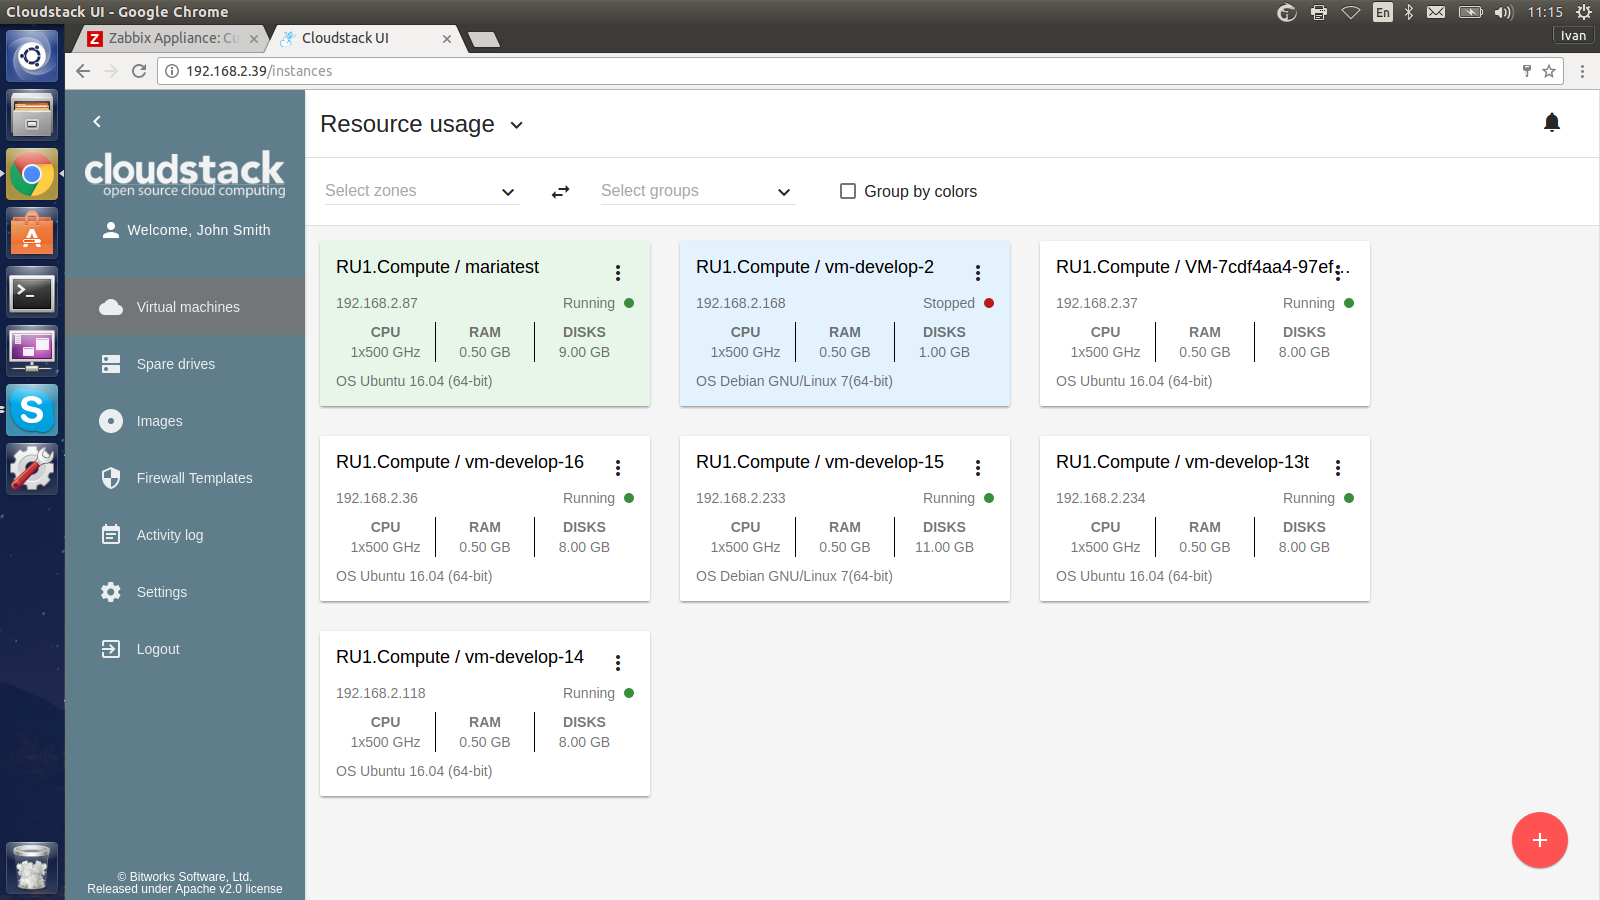 Cloudstack UI - Google Chrome
En
11:15
Ivan
Zabbix Appliance: Cu
Cloudstack UI
192.168.2.39/instances
cloudstack
open source cloud computing
Welcome, John Smith
Virtual machines
Spare drives
Images
Firewall Templates
Activity log
Settings
Logout
© Bitworks Software, Ltd.
Released under Apache v2.0 license
Resource usage
Select zones
Select groups
Group by colors
RU1.Compute / mariatest
192.168.2.87 Running
CPU RAM DISKS
1x500 GHz 0.50 GB 9.00 GB
OS Ubuntu 16.04 (64-bit)
RU1.Compute / vm-develop-2
192.168.2.168 Stopped
CPU RAM DISKS
1x500 GHz 0.50 GB 1.00 GB
OS Debian GNU/Linux 7(64-bit)
RU1.Compute / VM-7cdf4aa4-97ef...
192.168.2.37 Running
CPU RAM DISKS
1x500 GHz 0.50 GB 8.00 GB
OS Ubuntu 16.04 (64-bit)
RU1.Compute / vm-develop-16
192.168.2.36 Running
CPU RAM DISKS
1x500 GHz 0.50 GB 8.00 GB
OS Ubuntu 16.04 (64-bit)
RU1.Compute / vm-develop-15
192.168.2.233 Running
CPU RAM DISKS
1x500 GHz 0.50 GB 11.00 GB
OS Debian GNU/Linux 7(64-bit)
RU1.Compute / vm-develop-13t
192.168.2.234 Running
CPU RAM DISKS
1x500 GHz 0.50 GB 8.00 GB
OS Ubuntu 16.04 (64-bit)
RU1.Compute / vm-develop-14
192.168.2.118 Running
CPU RAM DISKS
1x500 GHz 0.50 GB 8.00 GB
OS Ubuntu 16.04 (64-bit)